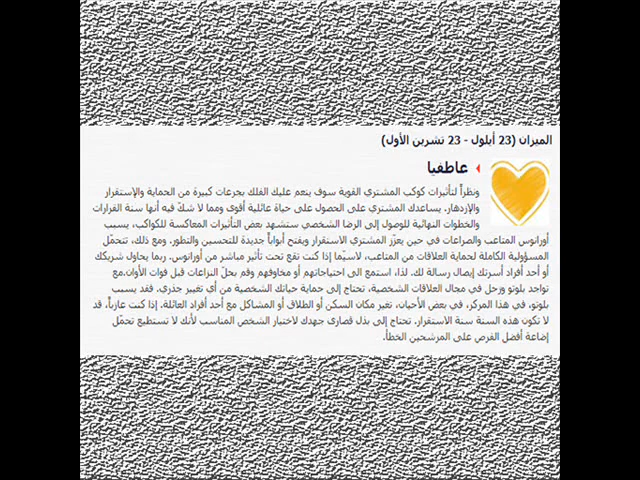 الميزان (23 أيلول - 23 تشرين الأول)
عاطفيا
ونظراً لتأثيرات كوكب المشتري القوية سوف ينعم عليك الفلك بجرعات كبيرة من الحماية والإستقرار
والإزدهار. يساعدك المشتري على الحصول على حياة عائلية أقوى ومما لا شكّ فيه أنها سنة القرارات
والخطوات النهائية للوصول إلى الرضا الشخصي ستشهد بعض التأثيرات المعاكسة للكواكب، يسبب
أورانوس المتاعب والصراعات في حين يعزّز المشتري الاستقرار ويفتح أبواباً جديدة للتحسين والتطور. ومع ذلك، تتحمّل
المسؤولية الكاملة لحماية العلاقات من المتاعب، لاسيّما إذا كنت تقع تحت تأثير مباشر من أورانوس. ربما يحاول شريكك
أو أحد أفراد أسرتك إيصال رسالة لك. لذا، استمع الى احتياجاتهم أو مخاوفهم وقم بحلّ النزاعات قبل فوات الأوان.مع
تواجد بلوتو وزحل في مجال العلاقات الشخصية، تحتاج إلى حماية حياتك الشخصية من أي تغيير جذري. فقد يسبب
بلوتو، في هذا المركز، في بعض الأحيان، تغير مكان السكن أو الطلاق أو المشاكل مع أحد أفراد العائلة. إذا كنت عازباً، قد
لا تكون هذه السنة سنة الاستقرار. تحتاج إلى بذل قصارى جهدك لاختيار الشخص المناسب لأنك لا تستطيع تحمّل
إضاعة أفضل الفرص على المرشحين الخطأ.